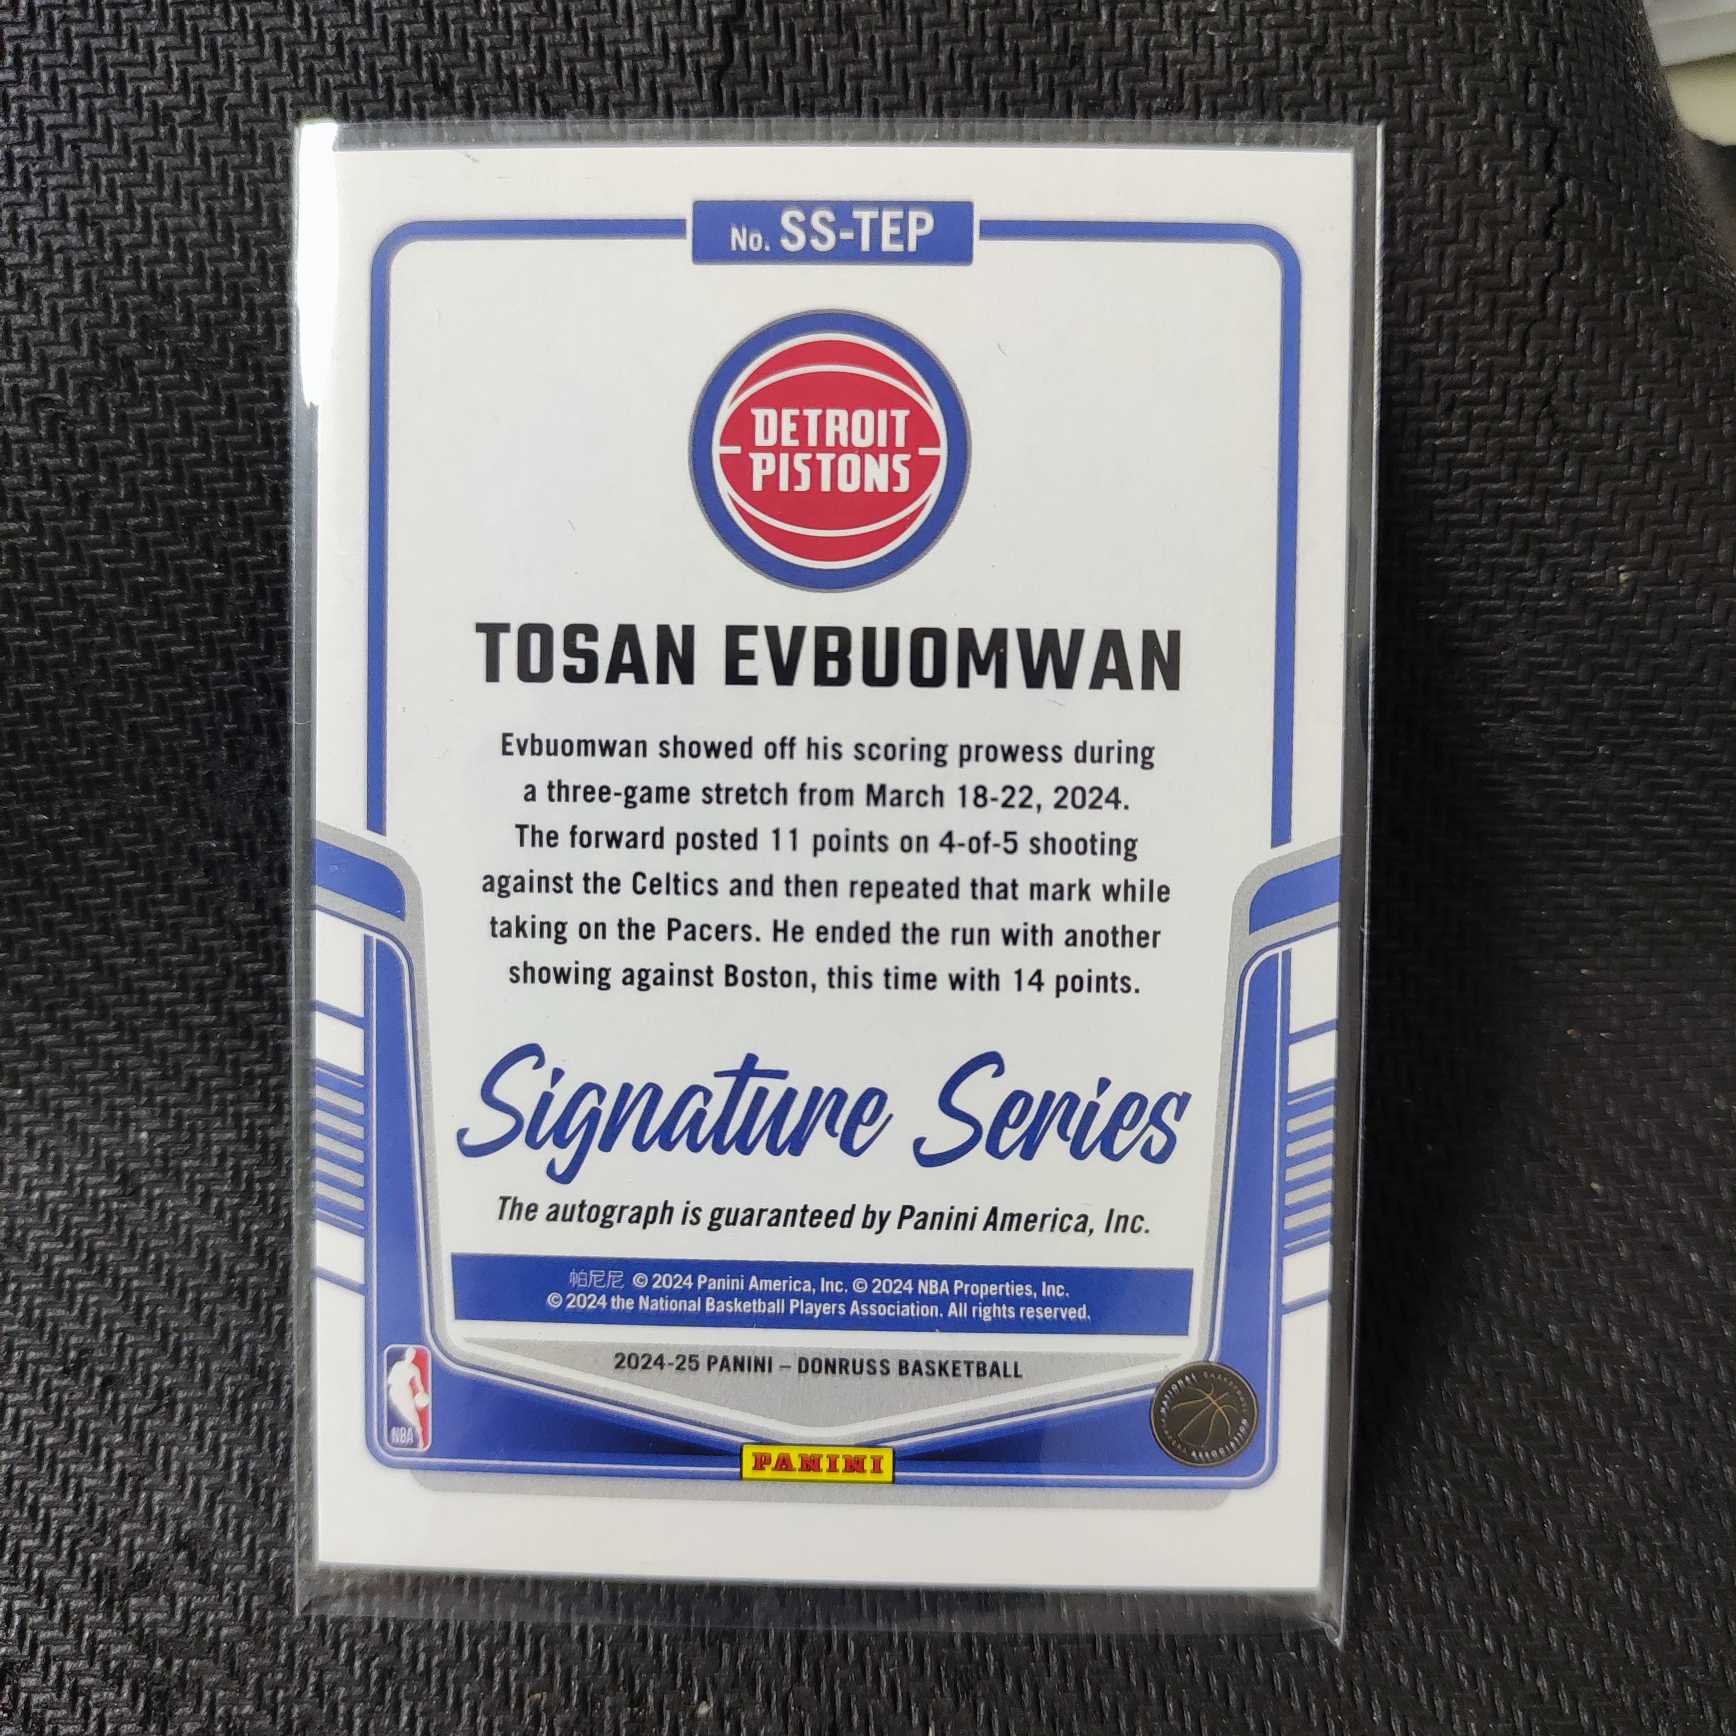 No. SS-TEP
DETROIT
PISTONS
TOSAN EVBUOMWAN
Evbuomwan showed off his scoring prowess during
a three-game stretch from March 18-22, 2024.
The forward posted 11 points on 4-of-5 shooting
against the Celtics and then repeated that mark while
taking on the Pacers. He ended the run with another
showing against Boston, this time with 14 points.
Signature Series
The autograph is guaranteed by Panini America, Inc.
帕尼尼 © 2024 Panini America, Inc. © 2024 NBA Properties, Inc.
© 2024 the National Basketball Players Association. All rights reserved.
2024-25 PANINI – DONRUSS BASKETBALL
NBA
NATIONAL BASKETBALL
ASSOCIATION
PANINI